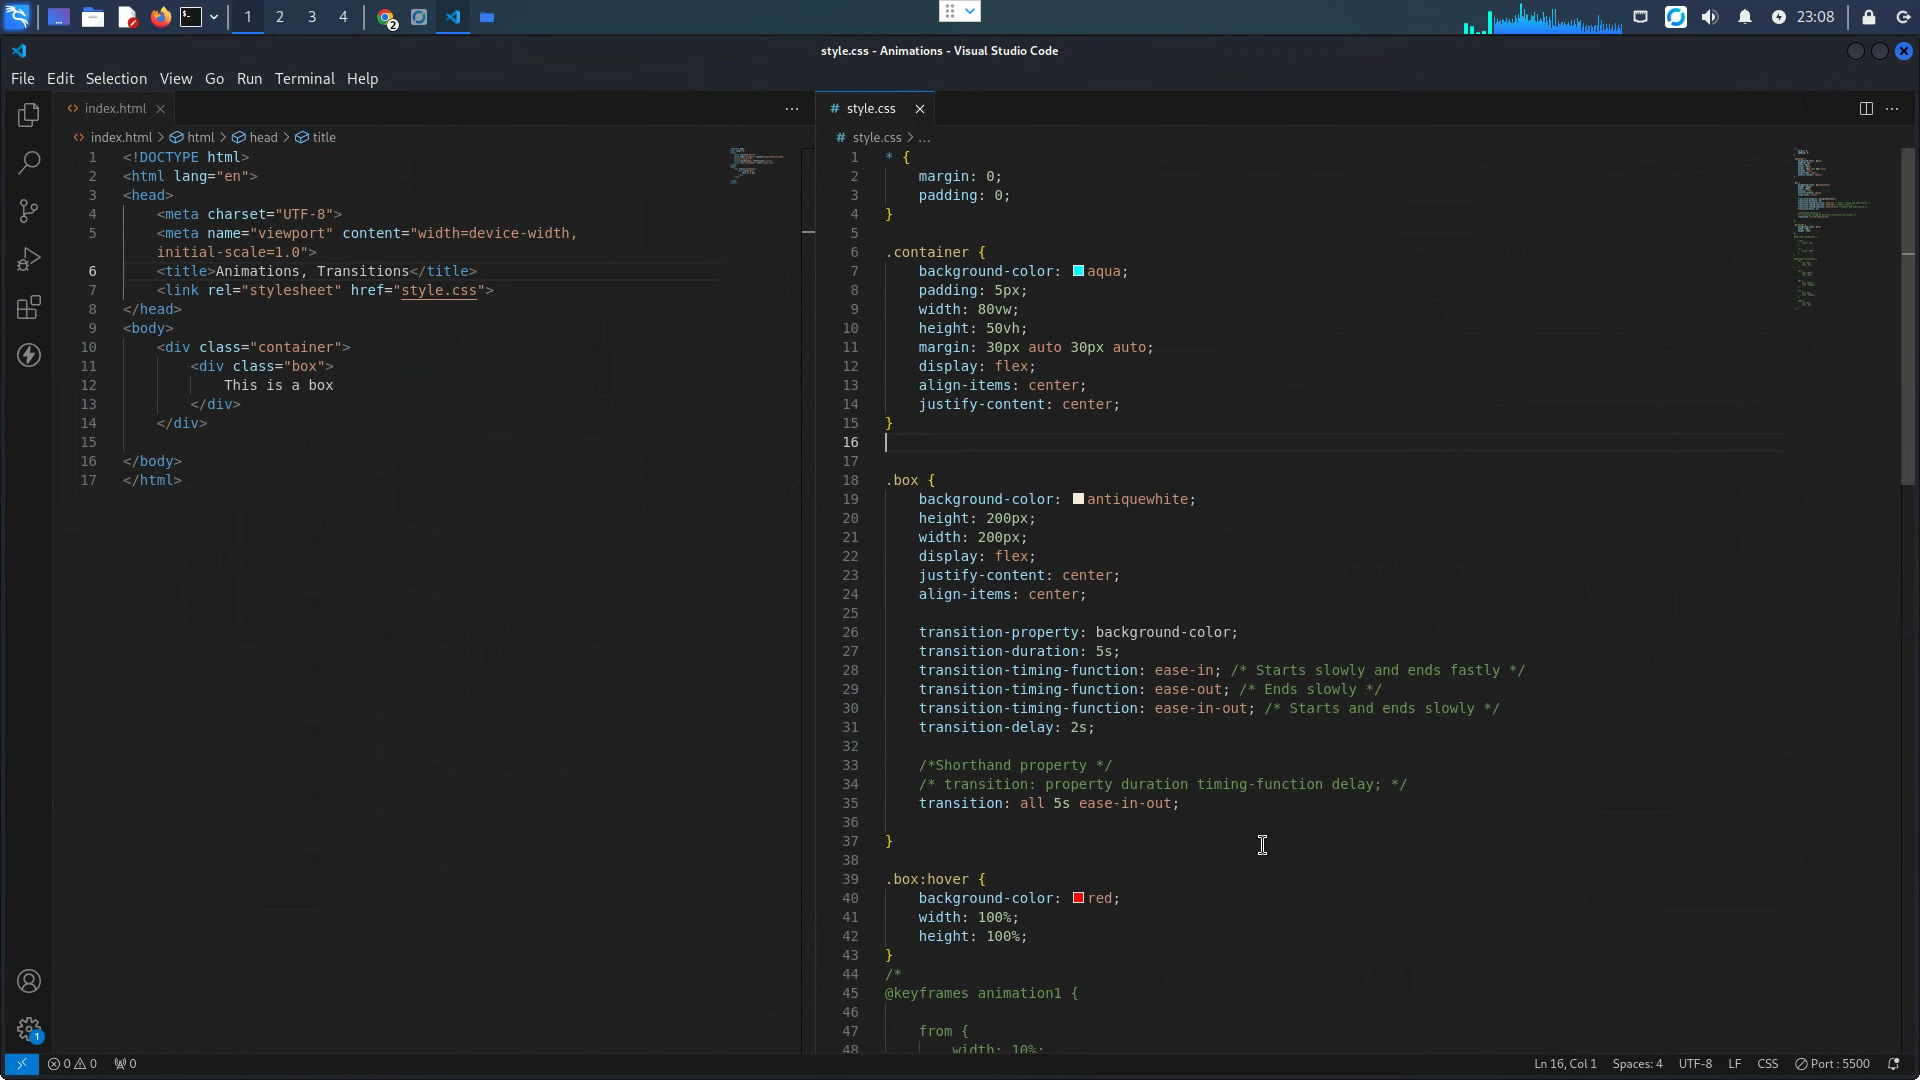 1 2 3 4 2 23:08
style.css - Animations - Visual Studio Code
File Edit Selection View Go Run Terminal Help
index.html
index.html > html > head > title
1 <!DOCTYPE html>
2 <html lang="en">
3 <head>
4 <meta charset="UTF-8">
5 <meta name="viewport" content="width=device-width,
initial-scale=1.0">
6 <title>Animations, Transitions</title>
7 <link rel="stylesheet" href="style.css">
8 </head>
9 <body>
10 <div class="container">
11 <div class="box">
12 This is a box
13 </div>
14 </div>
15
16 </body>
17 </html>
# style.css
# style.css > ...
1 * {
2 margin: 0;
3 padding: 0;
4 }
5
6 .container {
7 background-color: aqua;
8 padding: 5px;
9 width: 80vw;
10 height: 50vh;
11 margin: 30px auto 30px auto;
12 display: flex;
13 align-items: center;
14 justify-content: center;
15 }
16
17
18 .box {
19 background-color: antiquewhite;
20 height: 200px;
21 width: 200px;
22 display: flex;
23 justify-content: center;
24 align-items: center;
25
26 transition-property: background-color;
27 transition-duration: 5s;
28 transition-timing-function: ease-in; /* Starts slowly and ends fastly */
29 transition-timing-function: ease-out; /* Ends slowly */
30 transition-timing-function: ease-in-out; /* Starts and ends slowly */
31 transition-delay: 2s;
32
33 /*Shorthand property */
34 /* transition: property duration timing-function delay; */
35 transition: all 5s ease-in-out;
36
37 }
38
39 .box:hover {
40 background-color: red;
41 width: 100%;
42 height: 100%;
43 }
44 /*
45 @keyframes animation1 {
46
47 from {
48 width: 10%;
1
0 0 0 Ln 16, Col 1 Spaces: 4 UTF-8 LF CSS Port : 5500